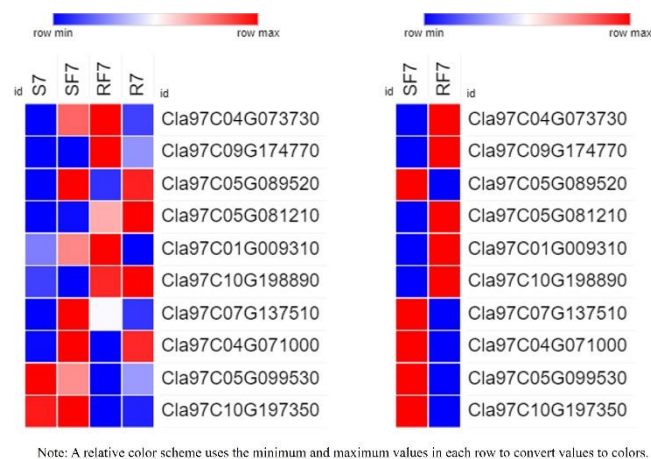 row min row max
id S7 SF7 RF7 R7 id
Cla97C04G073730
Cla97C09G174770
Cla97C05G089520
Cla97C05G081210
Cla97C01G009310
Cla97C10G198890
Cla97C07G137510
Cla97C04G071000
Cla97C05G099530
Cla97C10G197350
row min row max
id SF7 RF7 id
Cla97C04G073730
Cla97C09G174770
Cla97C05G089520
Cla97C05G081210
Cla97C01G009310
Cla97C10G198890
Cla97C07G137510
Cla97C04G071000
Cla97C05G099530
Cla97C10G197350
Note: A relative color scheme uses the minimum and maximum values in each row to convert values to colors.